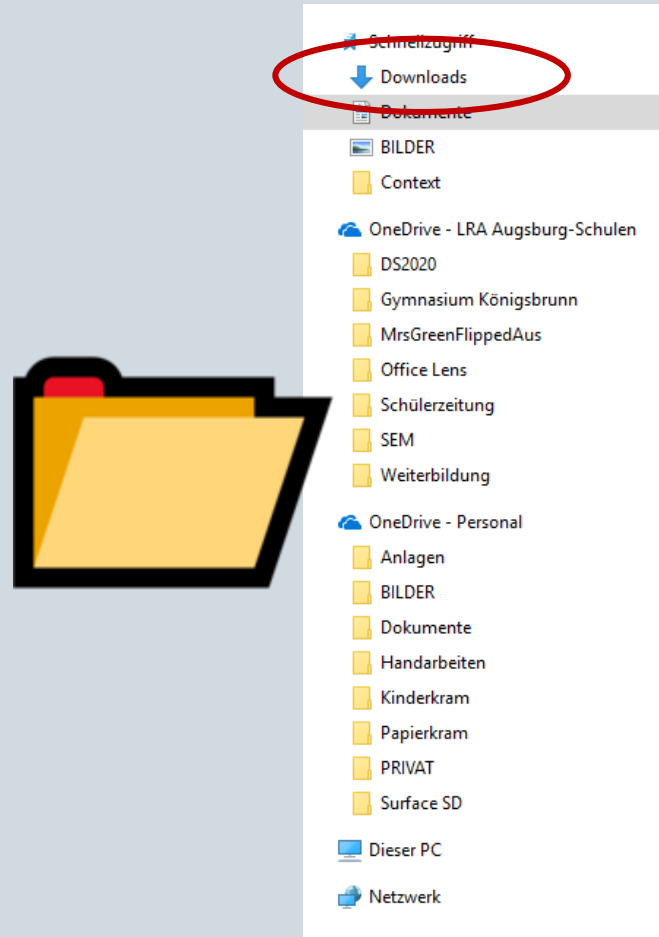 Schnellzugriff
Downloads
Dokumente
BILDER
Context
OneDrive - LRA Augsburg-Schulen
DS2020
Gymnasium Königsbrunn
MrsGreenFlippedAus
Office Lens
Schülerzeitung
SEM
Weiterbildung
OneDrive - Personal
Anlagen
BILDER
Dokumente
Handarbeiten
Kinderkram
Papierkram
PRIVAT
Surface SD
Dieser PC
Netzwerk